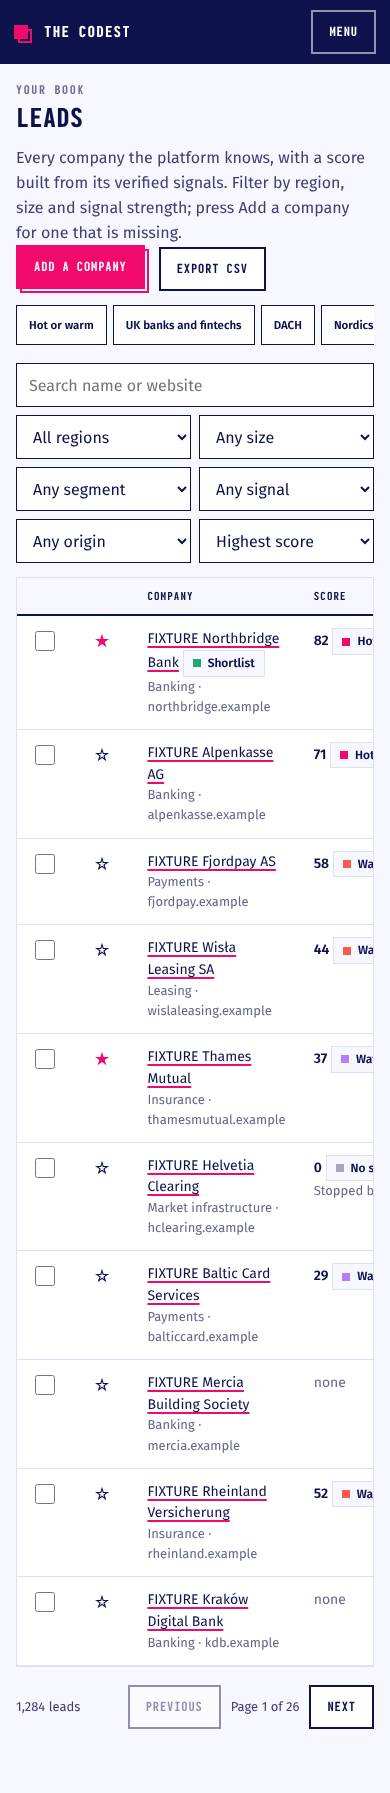 THE CODEST
MENU
YOUR BOOK
LEADS
Every company the platform knows, with a score
built from its verified signals. Filter by region,
size and signal strength; press Add a company
for one that is missing.
ADD A COMPANY
EXPORT CSV
Hot or warm
UK banks and fintechs
DACH
Nordics
Search name or website
All regions
Any size
Any segment
Any signal
Any origin
Highest score
COMPANY
SCORE
FIXTURE Northbridge
Bank
Shortlist
Banking ·
northbridge.example
82
FIXTURE Alpenkasse
AG
Banking ·
alpenkasse.example
71
Hot
FIXTURE Fjordpay AS
Payments ·
fjordpay.example
58
FIXTURE Wisła
Leasing SA
Leasing ·
wislaleasing.example
44
FIXTURE Thames
Mutual
Insurance ·
thamesmutual.example
37
FIXTURE Helvetia
Clearing
Market infrastructure ·
hclearing.example
0
No s
Stopped b
FIXTURE Baltic Card
Services
Payments ·
balticcard.example
29
FIXTURE Mercia
Building Society
Banking ·
mercia.example
none
FIXTURE Rheinland
Versicherung
Insurance ·
rheinland.example
52
FIXTURE Kraków
Digital Bank
Banking · kdb.example
none
1,284 leads
PREVIOUS
Page 1 of 26
NEXT